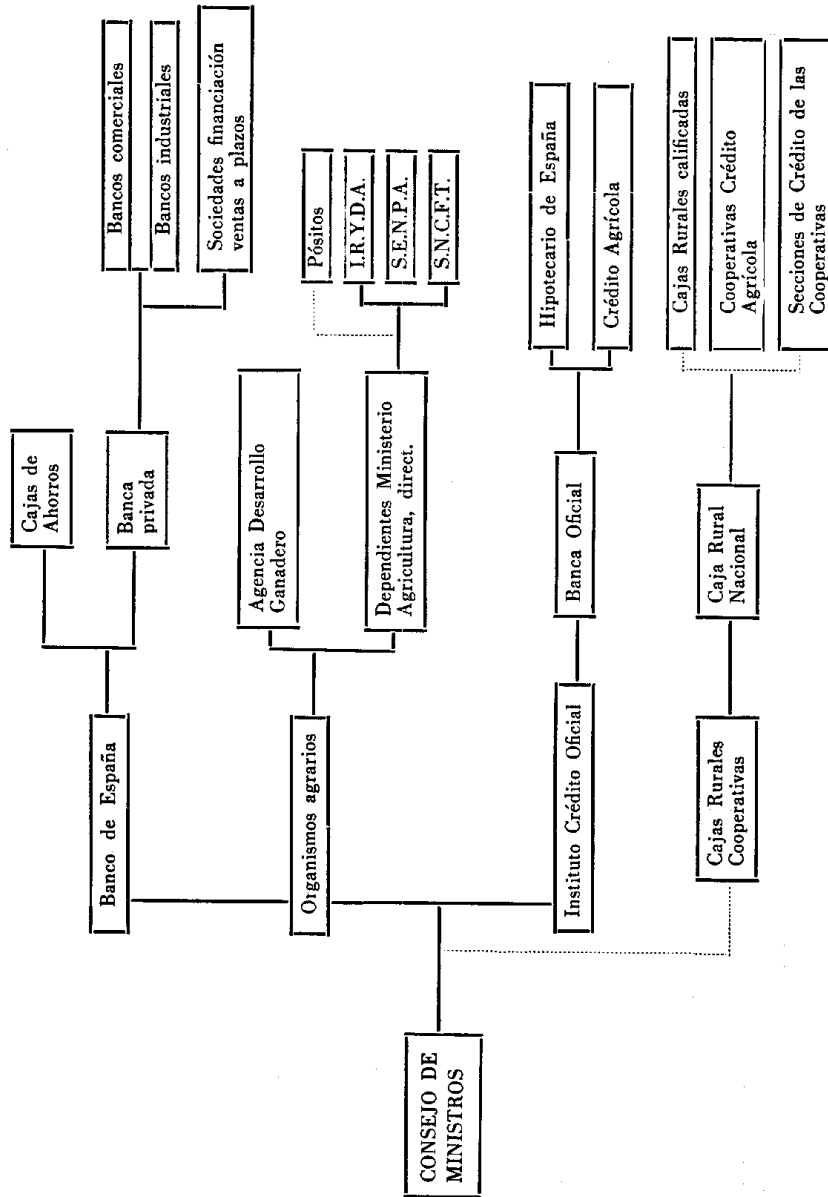 CONSEJO DE
MINISTROS
Banco de España
Organismos agrarios
Instituto Crédito Oficial
Cajas Rurales
Cooperativas
Cajas de
Ahorros
Banca
privada
Agencia Desarrollo
Ganadero
Dependientes Ministerio
Agricultura, direct.
Banca Oficial
Caja Rural
Nacional
Bancos comerciales
Bancos industriales
Sociedades financiación
ventas a plazos
Pósitos
I.R.Y.D.A.
S.E.N.P.A.
S.N.C.F.T.
Hipotecario de España
Crédito Agrícola
Cajas Rurales calificadas
Cooperativas Crédito
Agrícola
Secciones de Crédito de las
Cooperativas